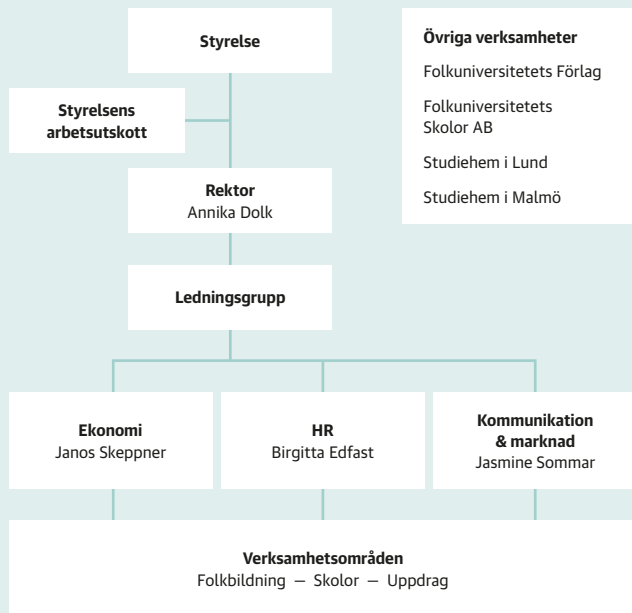 Styrelse
Styrelsens
arbetsutskott
Rektor
Annika Dolk
Ledningsgrupp
Ekonomi
Janos Skeppner
HR
Birgitta Edfast
Kommunikation
& marknad
Jasmine Sommar
Verksamhetsområden
Folkbildning — Skolor — Uppdrag
Övriga verksamheter
Folkuniversitetets Förlag
Folkuniversitetets
Skolor AB
Studiehem i Lund
Studiehem i Malmö